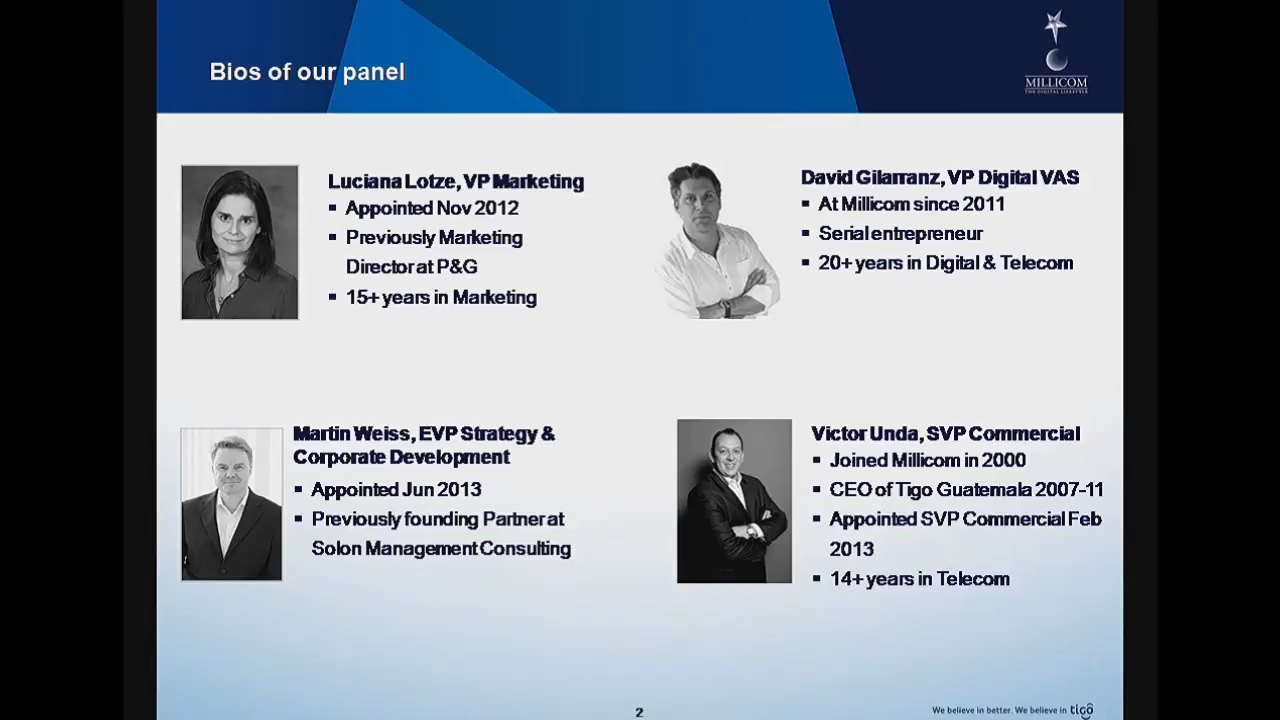 Bios of our panel
MILLICOM
THE DIGITAL LIFESTYLE
Luciana Lotze, VP Marketing
▪ Appointed Nov 2012
▪ Previously Marketing
Director at P&G
▪ 15+ years in Marketing
David Gilarranz, VP Digital VAS
▪ At Millicom since 2011
▪ Serial entrepreneur
▪ 20+ years in Digital & Telecom
Martin Weiss, EVP Strategy &
Corporate Development
▪ Appointed Jun 2013
▪ Previously founding Partner at
Solon Management Consulting
Victor Unda, SVP Commercial
▪ Joined Millicom in 2000
▪ CEO of Tigo Guatemala 2007-11
▪ Appointed SVP Commercial Feb
2013
▪ 14+ years in Telecom
2
We believe in better. We believe in tigo